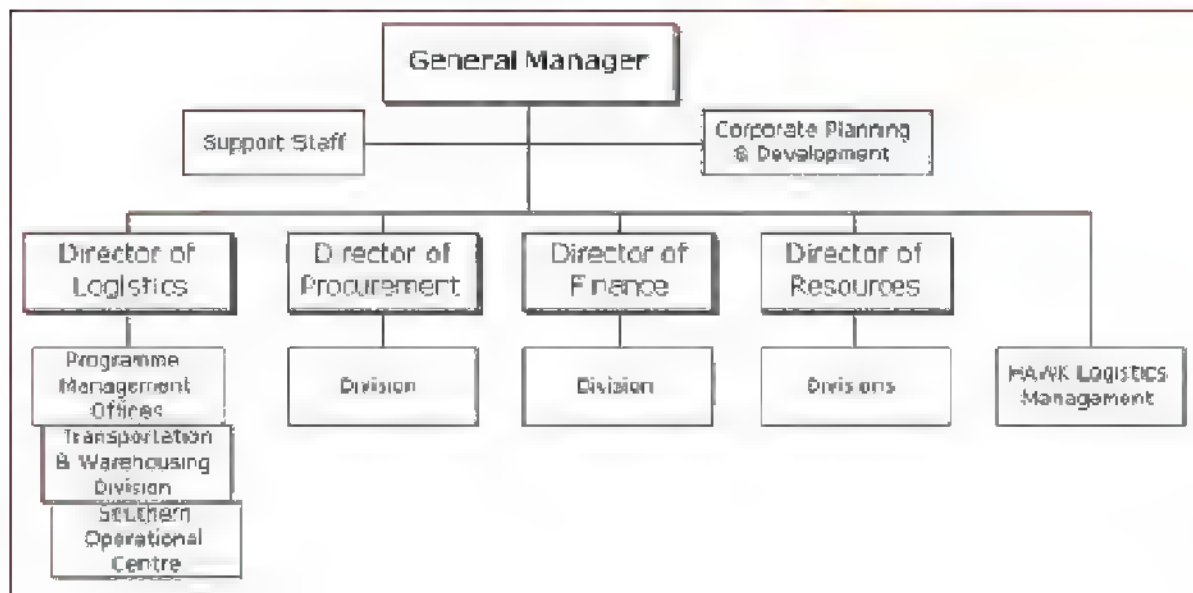 General Manager
Support Staff
Corporate Planning
& Development
Director of
Logistics
Director of
Procurement
Director of
Finance
Director of
Resources
Programme
Management
Offices
Division
Division
Divisions
HAWK Logistics
Management
Transportation
& Warehousing
Division
Southern
Operational
Centre